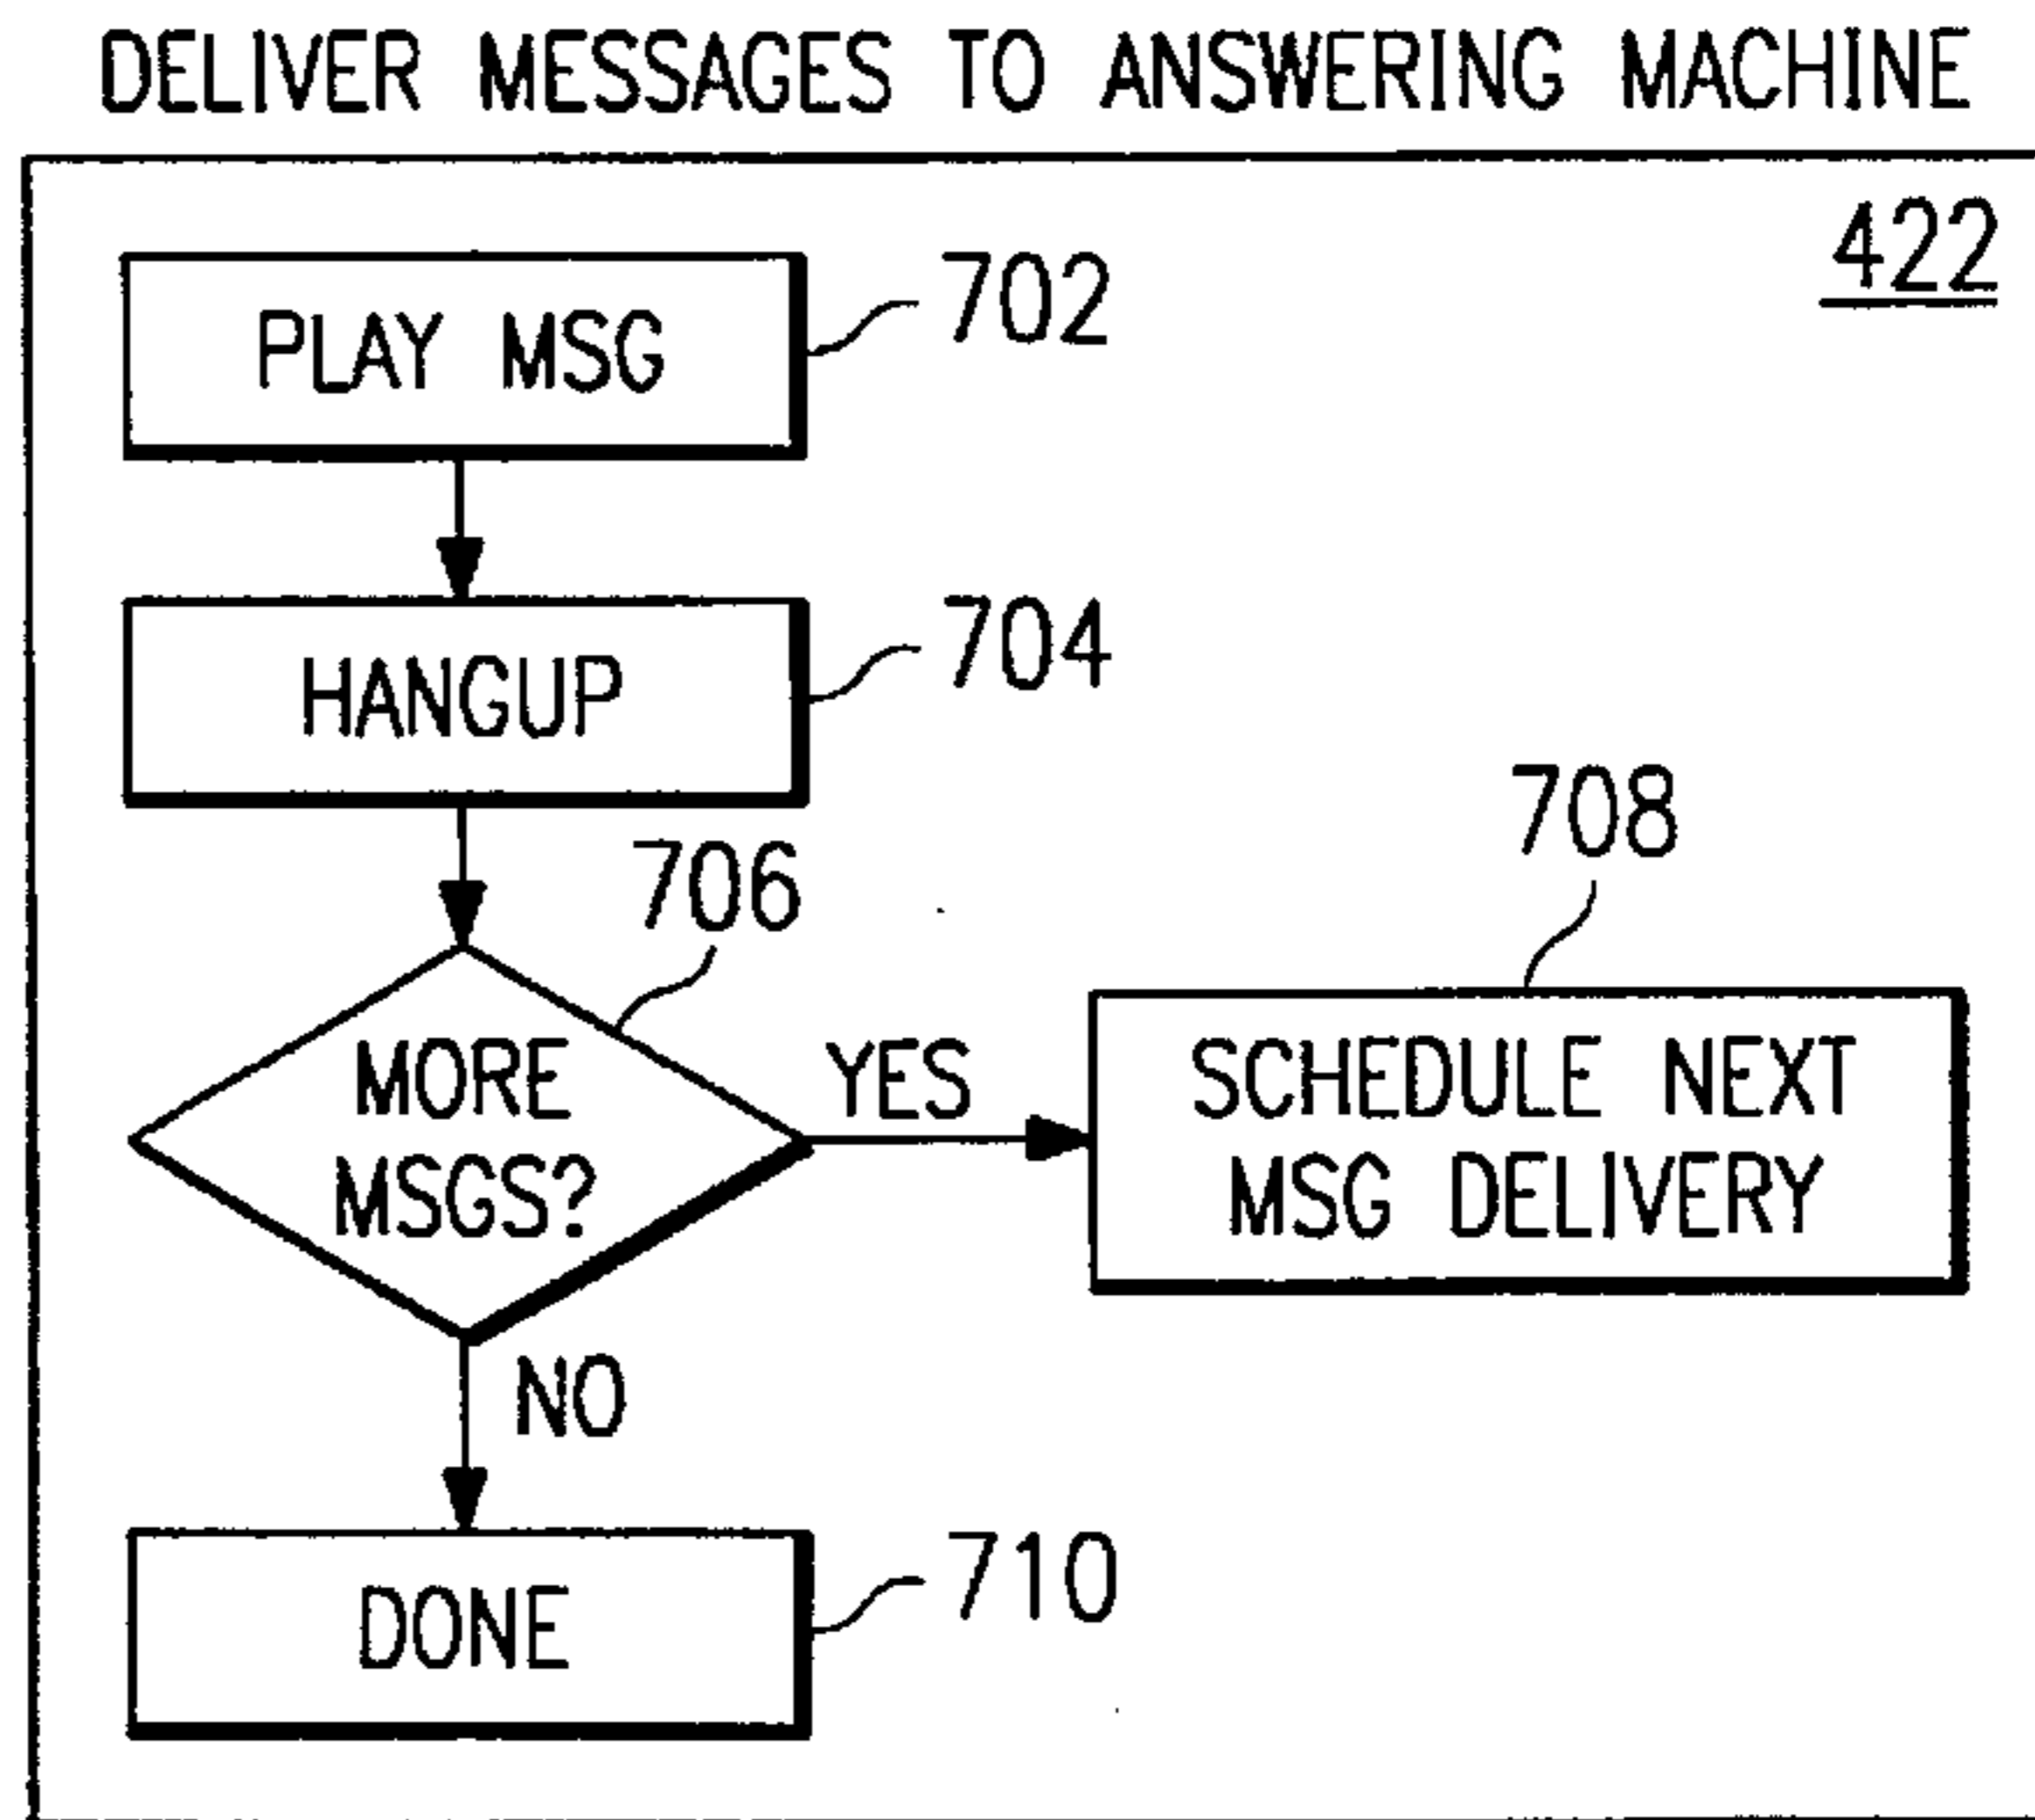 DELIVER MESSAGES TO ANSWERING MACHINE
422
PLAY MSG
702
HANGUP
704
706
708
MORE
MSGS?
YES
SCHEDULE NEXT
MSG DELIVERY
NO
DONE
710